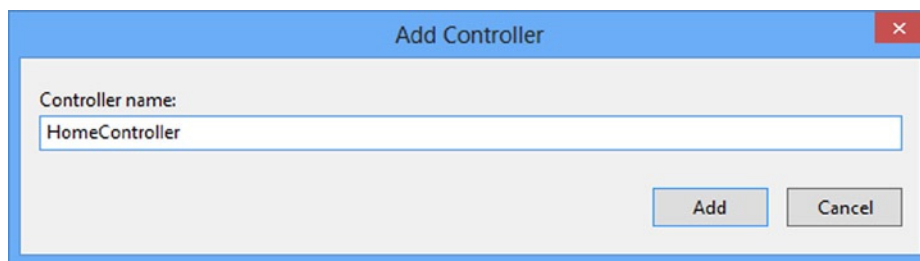 Add Controller
Controller name:
HomeController
Add Cancel